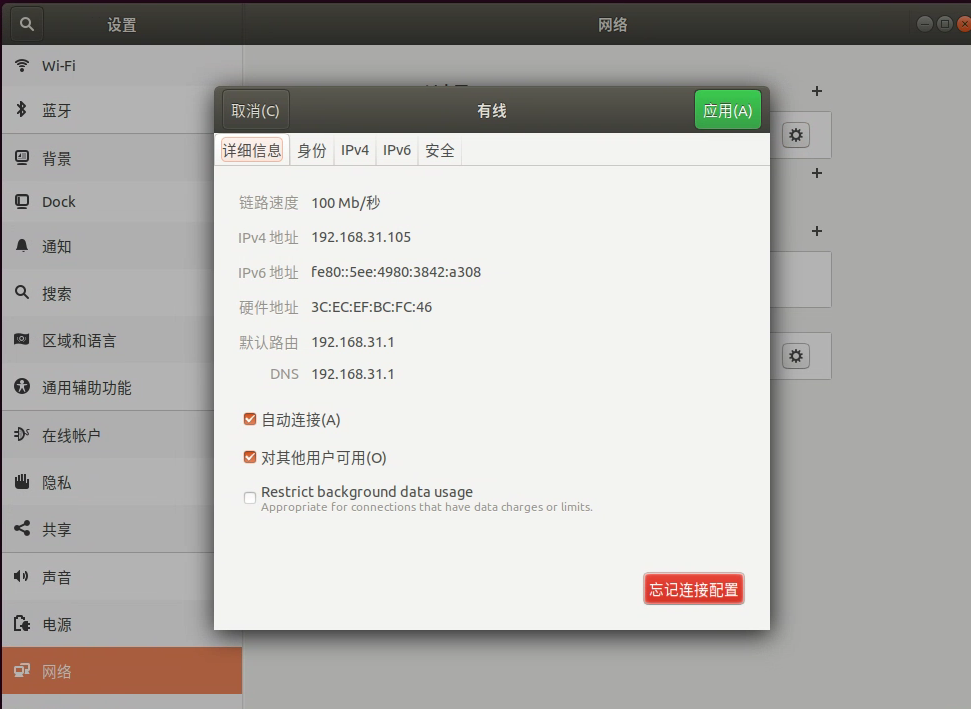 设置
网络
Wi-Fi
蓝牙
背景
Dock
通知
搜索
区域和语言
通用辅助功能
在线帐户
隐私
共享
声音
电源
网络
取消(C)
有线
应用(A)
详细信息
身份
IPv4
IPv6
安全
链路速度 100 Mb/秒
IPv4 地址 192.168.31.105
IPv6 地址 fe80::5ee:4980:3842:a308
硬件地址 3C:EC:EF:BC:FC:46
默认路由 192.168.31.1
DNS 192.168.31.1
自动连接(A)
对其他用户可用(O)
Restrict background data usage
Appropriate for connections that have data charges or limits.
忘记连接配置